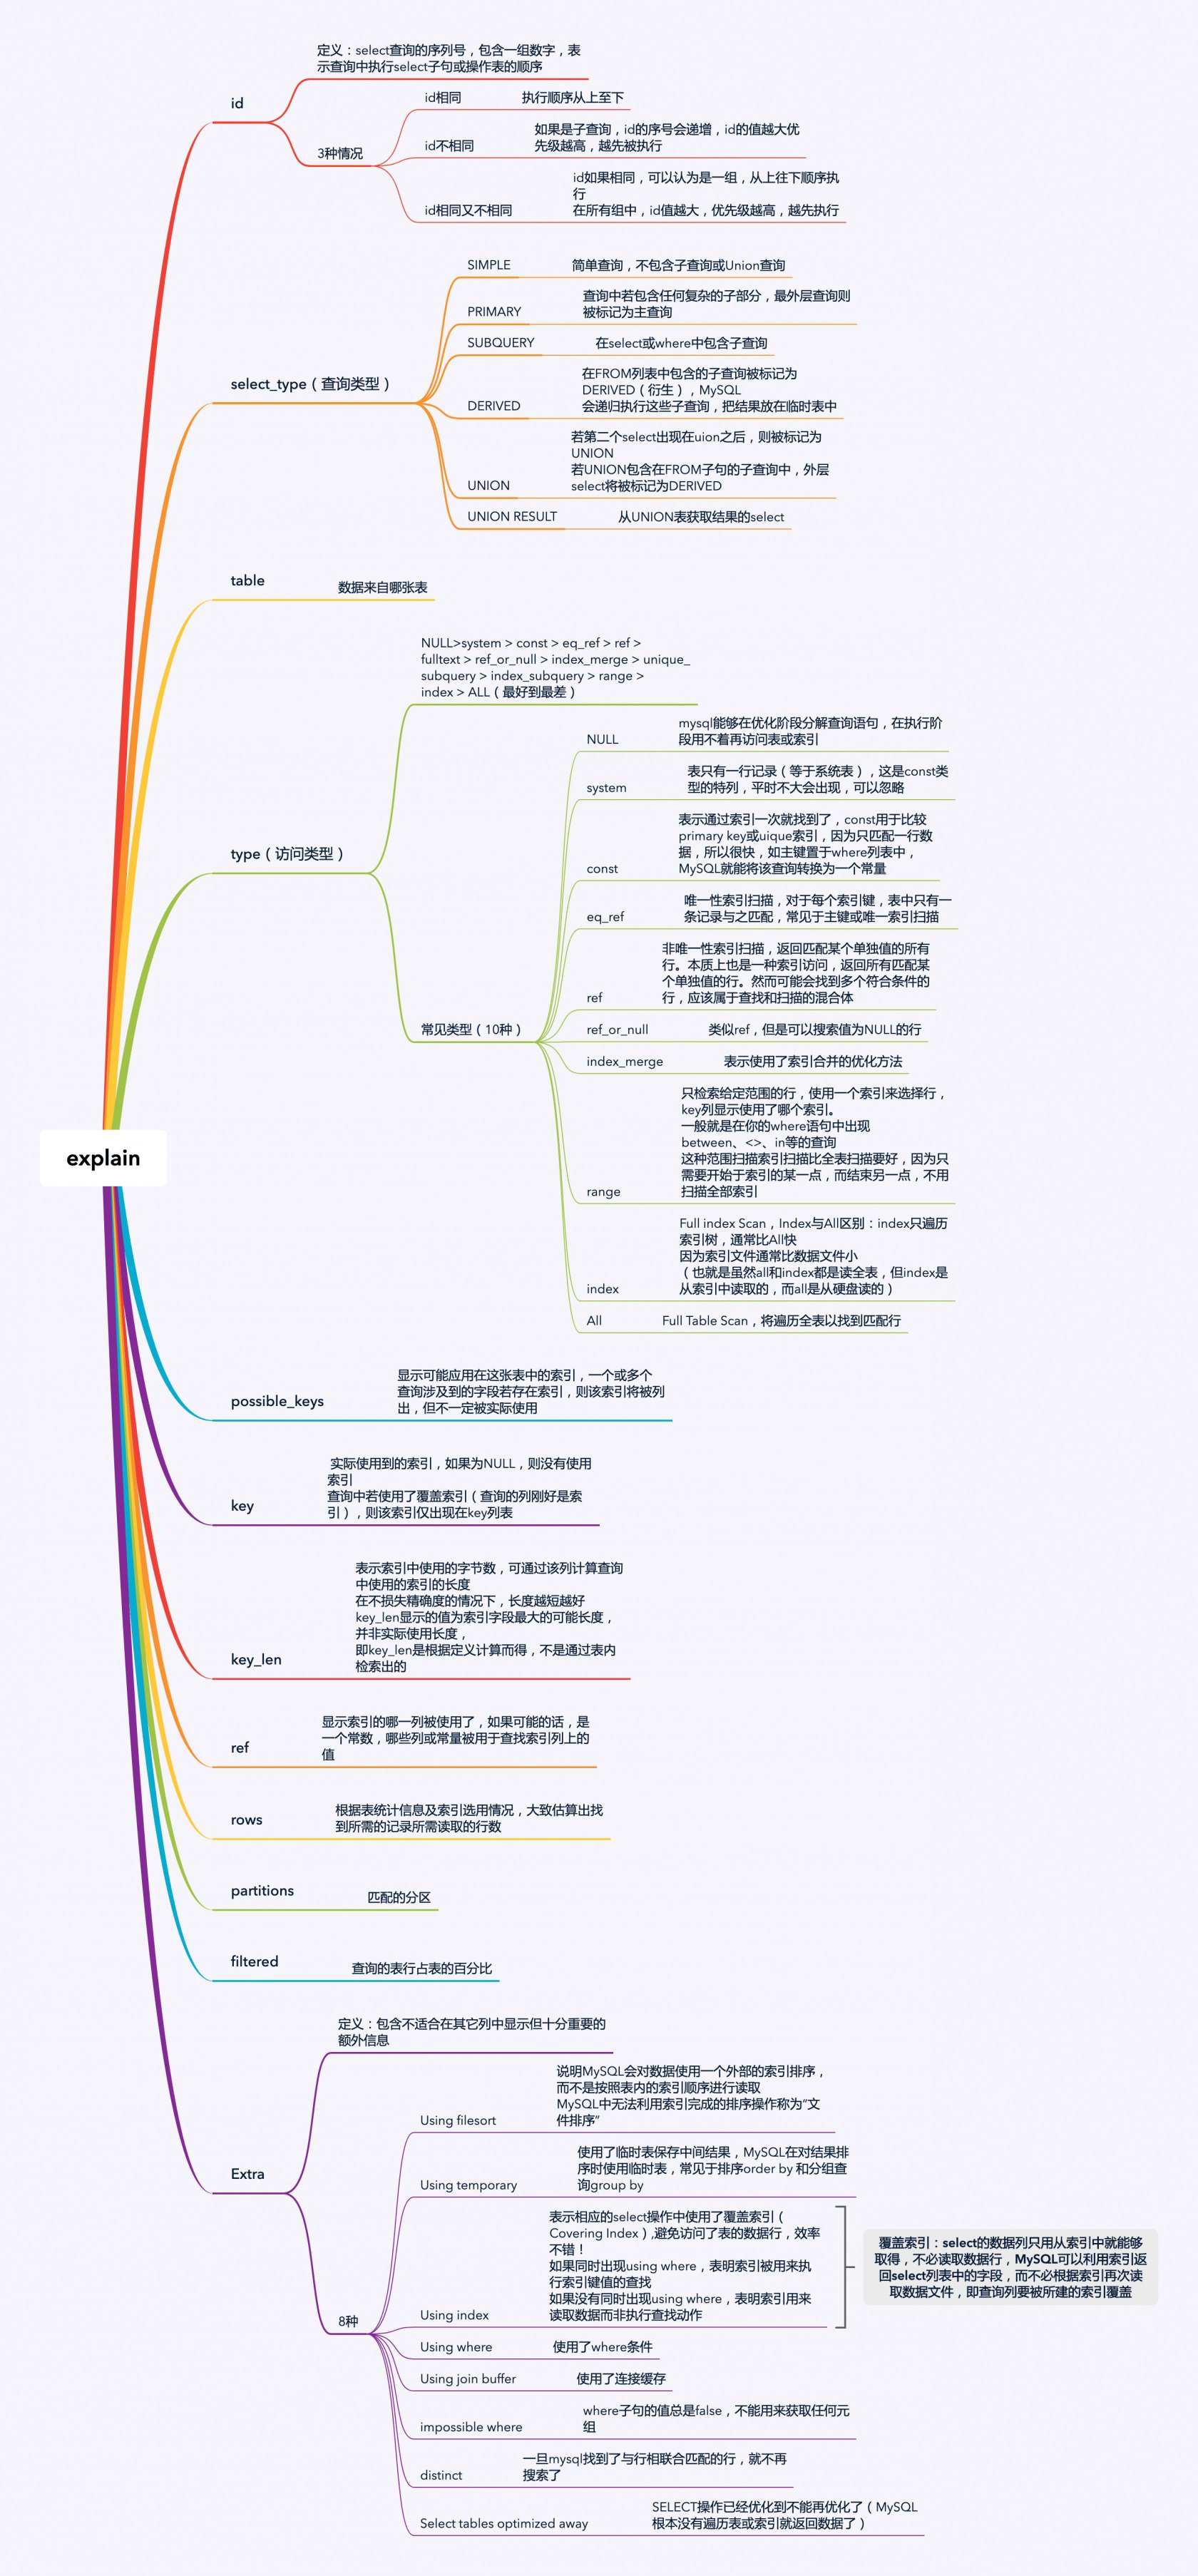 定义：select查询的序列号，包含一组数字，表
示查询中执行select子句或操作表的顺序
id
3种情况
id相同
执行顺序从上至下
id不相同
如果是子查询，id的序号会递增，id的值越大优
先级越高，越先被执行
id相同又不相同
id如果相同，可以认为是一组，从上往下顺序执
行
在所有组中，id值越大，优先级越高，越先执行
select_type（查询类型）
SIMPLE
简单查询，不包含子查询或Union查询
PRIMARY
查询中若包含任何复杂的子部分，最外层查询则
被标记为主查询
SUBQUERY
在select或where中包含子查询
DERIVED
在FROM列表中包含的子查询被标记为
DERIVED（衍生），MySQL
会递归执行这些子查询，把结果放在临时表中
UNION
若第二个select出现在uion之后，则被标记为
UNION
若UNION包含在FROM子句的子查询中，外层
select将被标记为DERIVED
UNION RESULT
从UNION表获取结果的select
table
数据来自哪张表
type（访问类型）
NULL>system > const > eq_ref > ref >
fulltext > ref_or_null > index_merge > unique_
subquery > index_subquery > range >
index > ALL（最好到最差）
常见类型（10种）
NULL
mysql能够在优化阶段分解查询语句，在执行阶
段用不着再访问表或索引
system
表只有一行记录（等于系统表），这是const类
型的特列，平时不大会出现，可以忽略
const
表示通过索引一次就找到了，const用于比较
primary key或uique索引，因为只匹配一行数
据，所以很快，如主键置于where列表中，
MySQL就能将该查询转换为一个常量
eq_ref
唯一性索引扫描，对于每个索引键，表中只有一
条记录与之匹配，常见于主键或唯一索引扫描
ref
非唯一性索引扫描，返回匹配某个单独值的所有
行。本质上也是一种索引访问，返回所有匹配某
个单独值的行。然而可能会找到多个符合条件的
行，应该属于查找和扫描的混合体
ref_or_null
类似ref，但是可以搜索值为NULL的行
index_merge
表示使用了索引合并的优化方法
range
只检索给定范围的行，使用一个索引来选择行，
key列显示使用了哪个索引。
一般就是在你的where语句中出现
between、<>、in等的查询
这种范围扫描索引扫描比全表扫描要好，因为只
需要开始于索引的某一点，而结束另一点，不用
扫描全部索引
index
Full index Scan，Index与All区别：index只遍历
索引树，通常比All快
因为索引文件通常比数据文件小
（也就是虽然all和index都是读全表，但index是
从索引中读取的，而all是从硬盘读的）
All
Full Table Scan，将遍历全表以找到匹配行
explain
possible_keys
显示可能应用在这张表中的索引，一个或多个
查询涉及到的字段若存在索引，则该索引将被列
出，但不一定被实际使用
key
实际使用到的索引，如果为NULL，则没有使用
索引
查询中若使用了覆盖索引（查询的列刚好是索
引），则该索引仅出现在key列表
key_len
表示索引中使用的字节数，可通过该列计算查询
中使用的索引的长度
在不损失精确度的情况下，长度越短越好
key_len显示的值为索引字段最大的可能长度，
并非实际使用长度，
即key_len是根据定义计算而得，不是通过表内
检索出的
ref
显示索引的哪一列被使用了，如果可能的话，是
一个常数，哪些列或常量被用于查找索引列上的
值
rows
根据表统计信息及索引选用情况，大致估算出找
到所需的记录所需读取的行数
partitions
匹配的分区
filtered
查询的表行占表的百分比
Extra
定义：包含不适合在其它列中显示但十分重要的
额外信息
8种
Using filesort
说明MySQL会对数据使用一个外部的索引排序，
而不是按照表内的索引顺序进行读取
MySQL中无法利用索引完成的排序操作称为“文
件排序”
Using temporary
使用了临时表保存中间结果，MySQL在对结果排
序时使用临时表，常见于排序order by 和分组查
询group by
Using index
表示相应的select操作中使用了覆盖索引（
Covering Index）,避免访问了表的数据行，效率
不错！
如果同时出现using where，表明索引被用来执
行索引键值的查找
如果没有同时出现using where，表明索引用来
读取数据而非执行查找动作
覆盖索引：select的数据列只用从索引中就能够
取得，不必读取数据行，MySQL可以利用索引返
回select列表中的字段，而不必根据索引再次读
取数据文件，即查询列要被所建的索引覆盖
Using where
使用了where条件
Using join buffer
使用了连接缓存
impossible where
where子句的值总是false，不能用来获取任何元
组
distinct
一旦mysql找到了与行相联合匹配的行，就不再
搜索了
Select tables optimized away
SELECT操作已经优化到不能再优化了（MySQL
根本没有遍历表或索引就返回数据了）